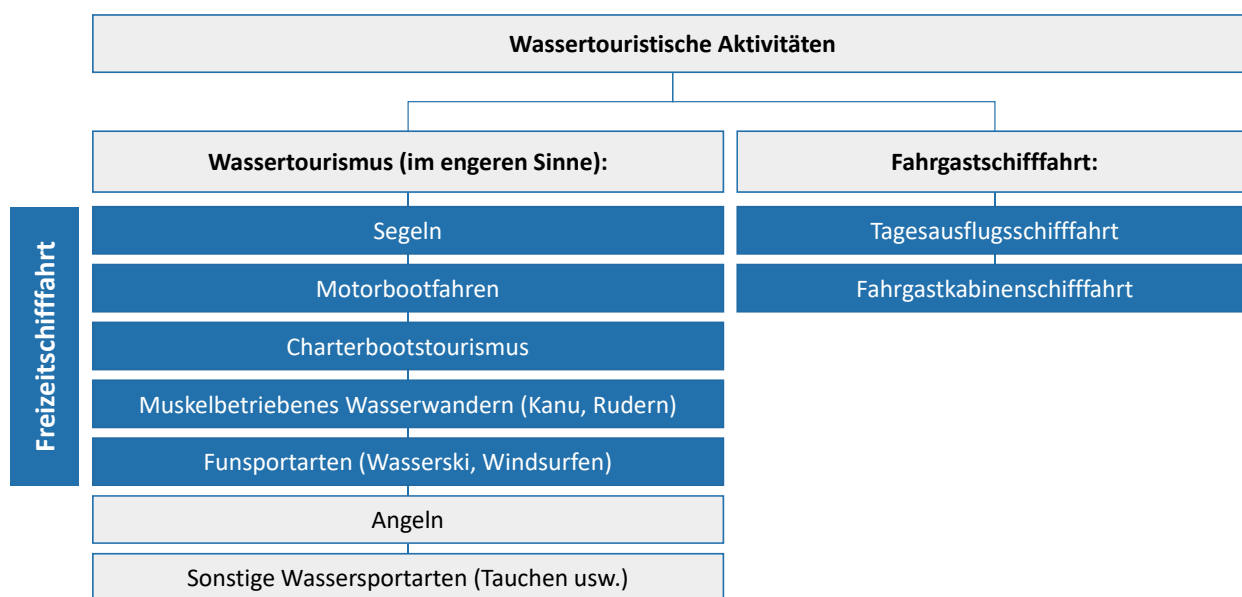 Wassertouristische Aktivitäten
Wassertourismus (im engeren Sinne):
Fahrgastschifffahrt:
Freizeitschifffahrt
Segeln
Tagesausflugsschifffahrt
Motorbootfahren
Fahrgastkabinenschifffahrt
Charterbootstourismus
Muskelbetriebenes Wasserwandern (Kanu, Rudern)
Funsportarten (Wasserski, Windsurfen)
Angeln
Sonstige Wassersportarten (Tauchen usw.)